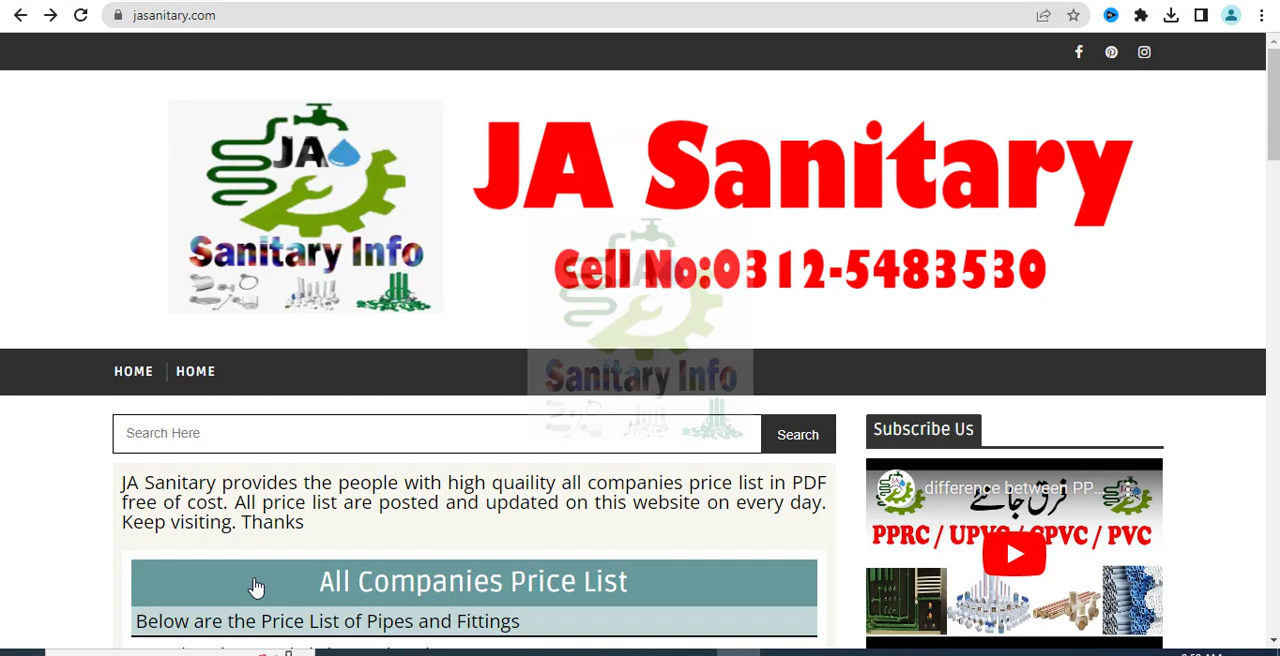 jasanitary.com
JA
Sanitary Info
JA Sanitary
Cell No:0312-5483530
JA
Sanitary Info
HOME
HOME
Search Here
Search
JA Sanitary provides the people with high quaility all companies price list in PDF
free of cost. All price list are posted and updated on this website on every day.
Keep visiting. Thanks
All Companies Price List
Below are the Price List of Pipes and Fittings
Subscribe Us
difference between PP...
فرق جانئے
PPRC / UPVC / CPVC / PVC